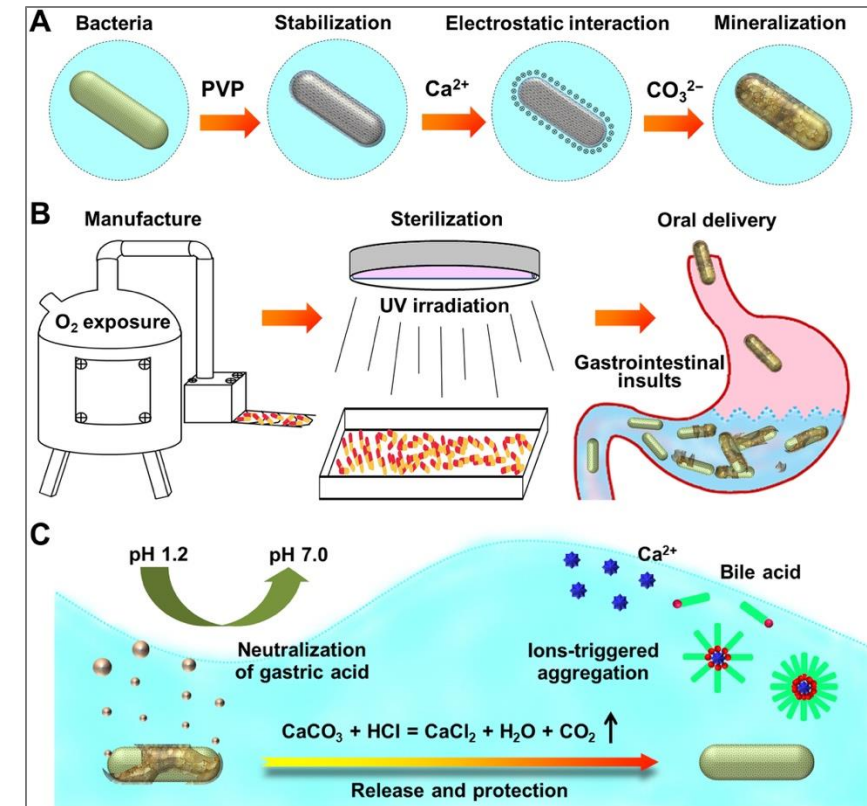 A
Bacteria
Stabilization
Electrostatic interaction
Mineralization
PVP
Ca²⁺
CO₃²⁻
B
Manufacture
Sterilization
Oral delivery
O₂ exposure
UV irradiation
Gastrointestinal
insults
C
pH 1.2
pH 7.0
Ca²⁺
Bile acid
Neutralization
of gastric acid
Ions-triggered
aggregation
CaCO₃ + HCl = CaCl₂ + H₂O + CO₂ ↑
Release and protection